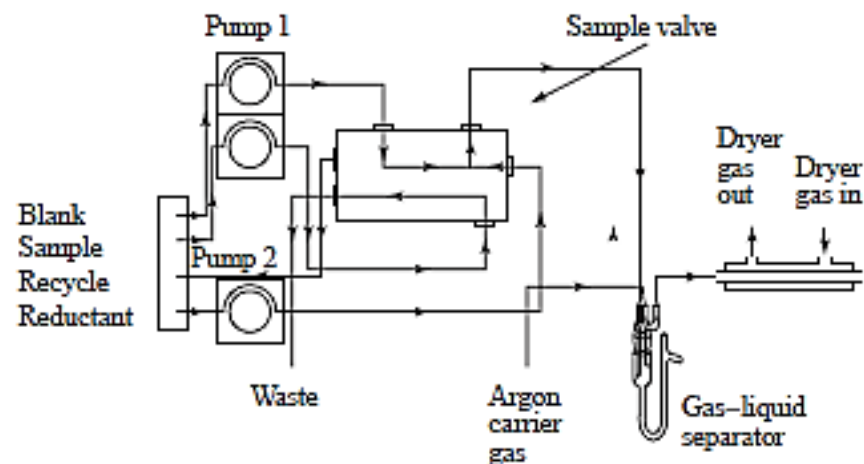 Pump 1
Sample valve
Dryer
gas
out
Dryer
gas in
Blank
Sample
Recycle
Reductant
Pump 2
Waste
Argon
carrier
gas
Gas–liquid
separator